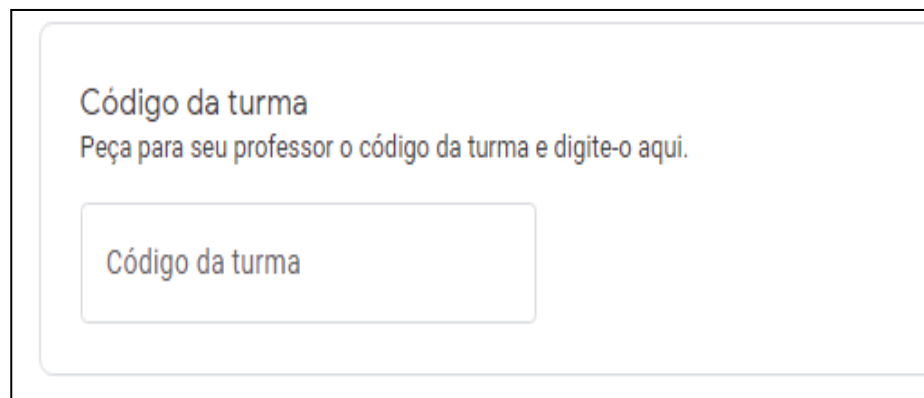 Código da turma
Peça para seu professor o código da turma e digite-o aqui.
Código da turma